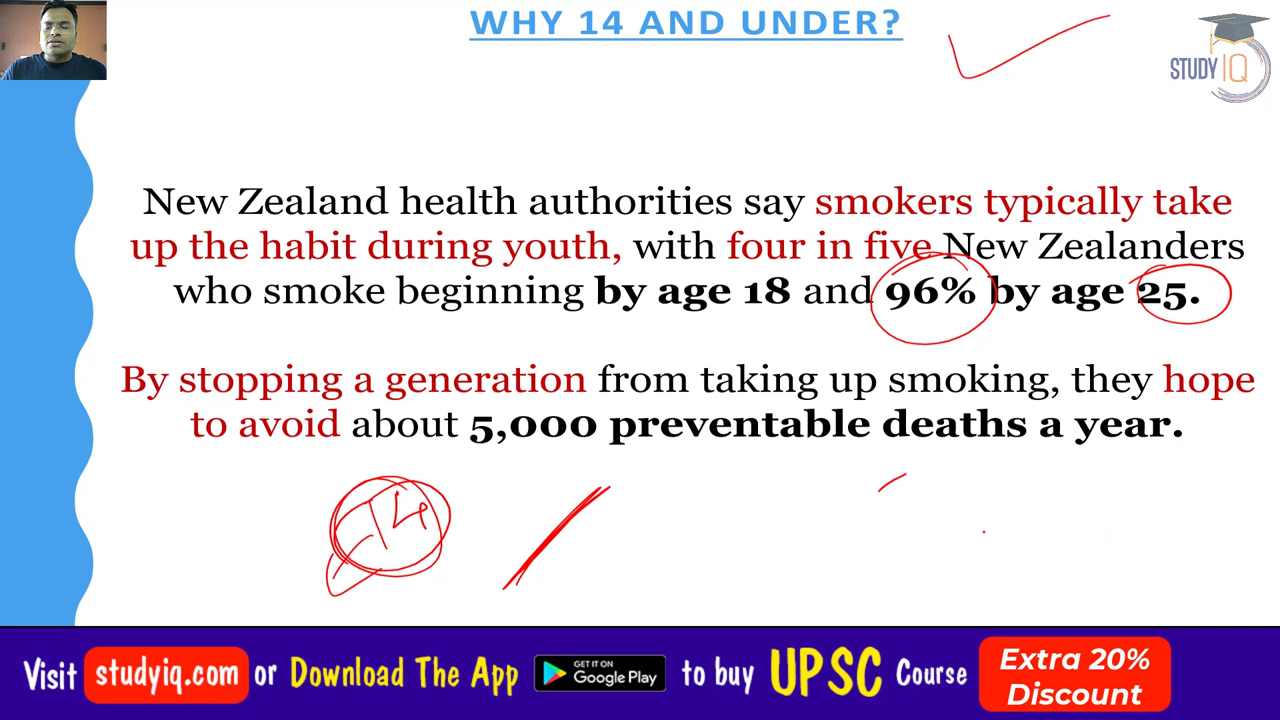 WHY 14 AND UNDER?
STUDY IQ
New Zealand health authorities say smokers typically take
up the habit during youth, with four in five New Zealanders
who smoke beginning by age 18 and 96% by age 25.
By stopping a generation from taking up smoking, they hope
to avoid about 5,000 preventable deaths a year.
14
Visit studyiq.com or Download The App GET IT ON Google Play to buy UPSC Course Extra 20% Discount